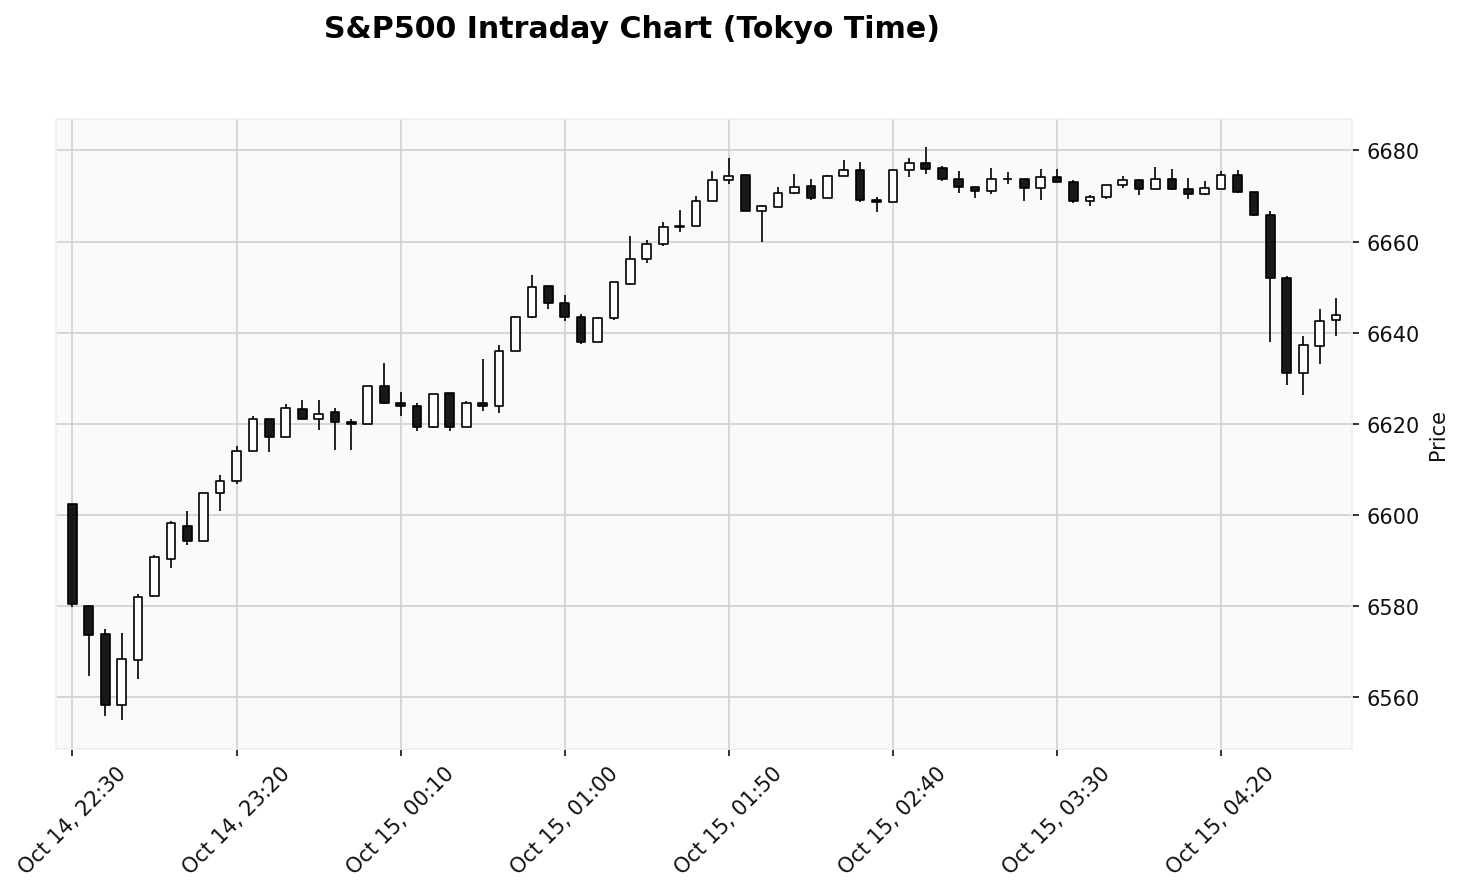 S&P500 Intraday Chart (Tokyo Time)
6680
6660
6640
6620
6600
6580
6560
Price
Oct 14, 22:30
Oct 14, 23:20
Oct 15, 00:10
Oct 15, 01:00
Oct 15, 01:50
Oct 15, 02:40
Oct 15, 03:30
Oct 15, 04:20